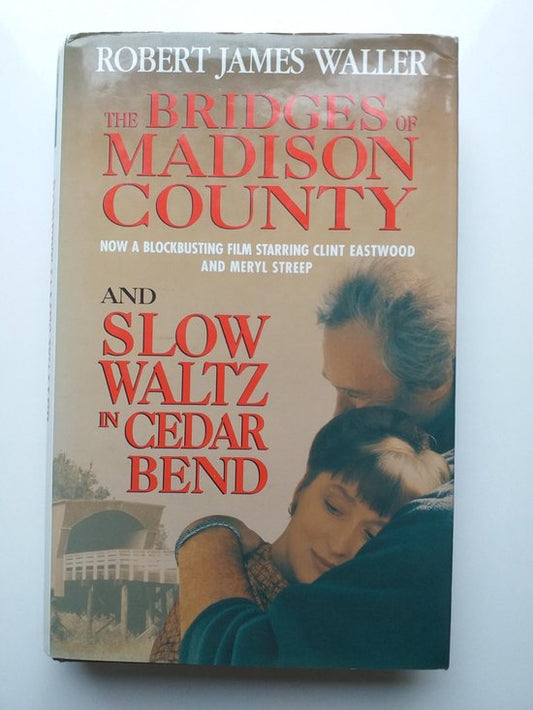 ROBERT JAMES WALLER
THE BRIDGES OF
MADISON
COUNTY
NOW A BLOCKBUSTING FILM STARRING CLINT EASTWOOD
AND MERYL STREEP
AND
SLOW
WALTZ
IN CEDAR
BEND